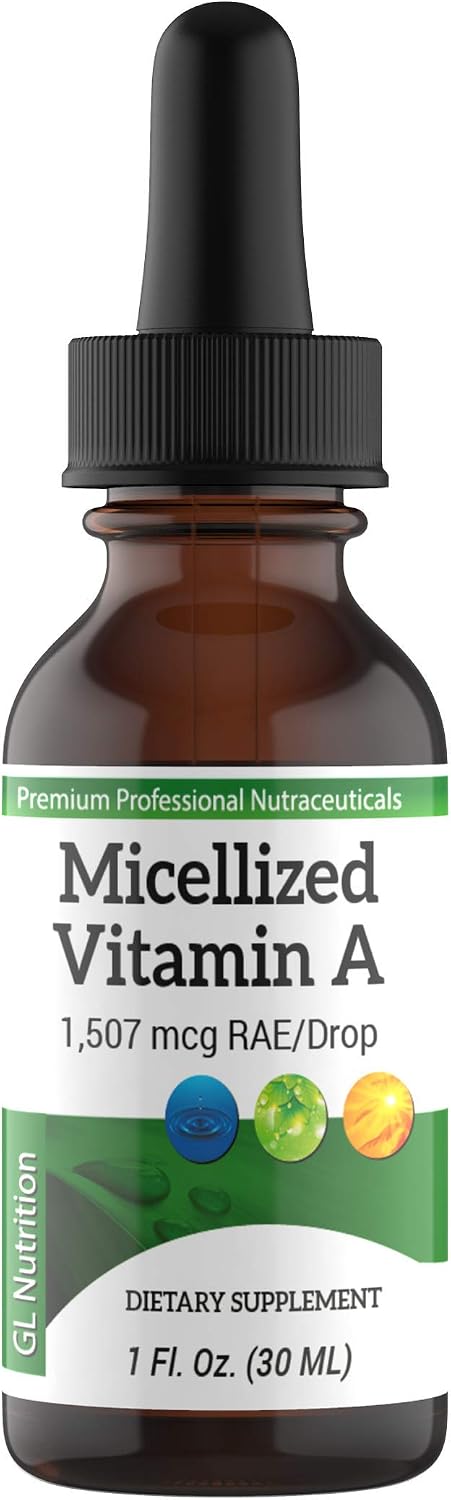 Premium Professional Nutraceuticals
Micellized
Vitamin A
1,507 mcg RAE/Drop
GL Nutrition
DIETARY SUPPLEMENT
1 Fl. Oz. (30 ML)